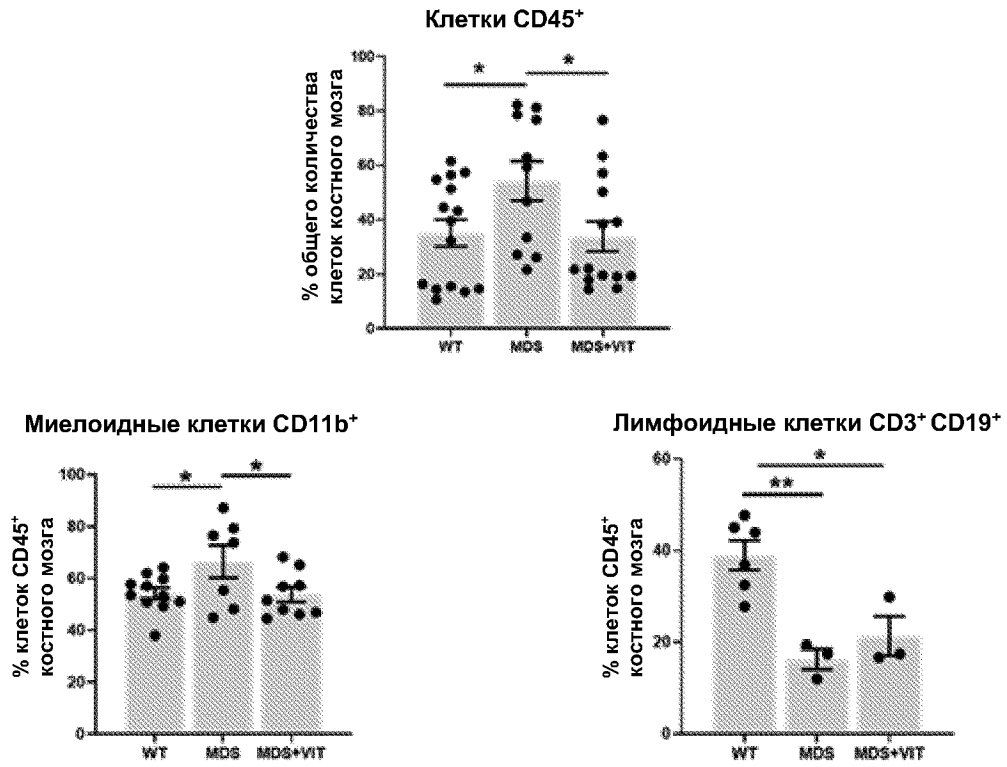 Клетки CD45⁺
% общего количества
клеток костного мозга
100
80
60
40
20
0
*
*
WT MDS MDS+VIT
Миелоидные клетки CD11b⁺
% клеток CD45⁺
костного мозга
100
80
60
40
20
0
*
*
WT MDS MDS+VIT
Лимфоидные клетки CD3⁺ CD19⁺
% клеток CD45⁺
костного мозга
60
40
20
0
*
**
WT MDS MDS+VIT